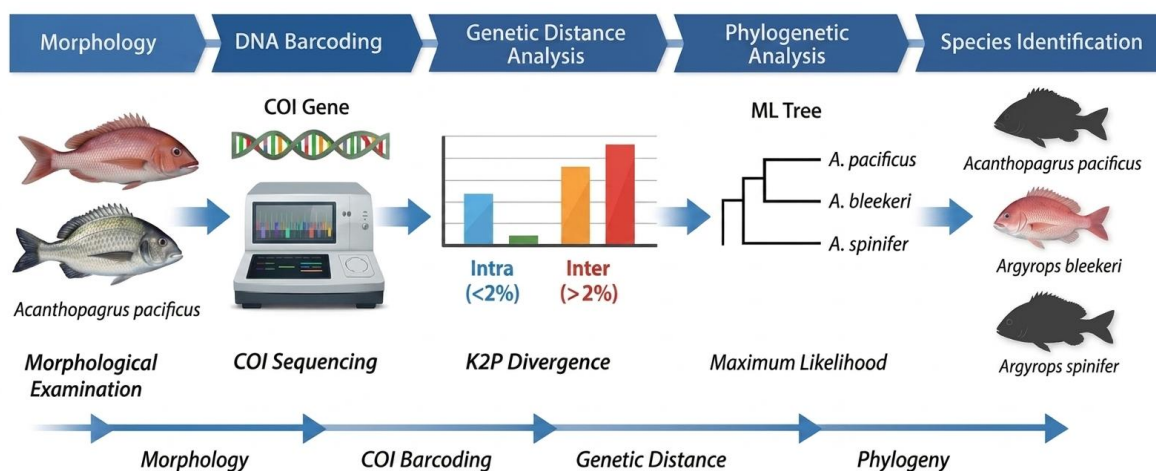 Morphology
DNA Barcoding
Genetic Distance
Analysis
Phylogenetic
Analysis
Species Identification
COI Gene
ML Tree
A. pacificus
A. bleekeri
A. spinifer
Intra
(<2%)
Inter
(>2%)
Acanthopagrus pacificus
Acanthopagrus pacificus
Argyrops bleekeri
Argyrops spinifer
Morphological
Examination
COI Sequencing
K2P Divergence
Maximum Likelihood
Morphology
COI Barcoding
Genetic Distance
Phylogeny